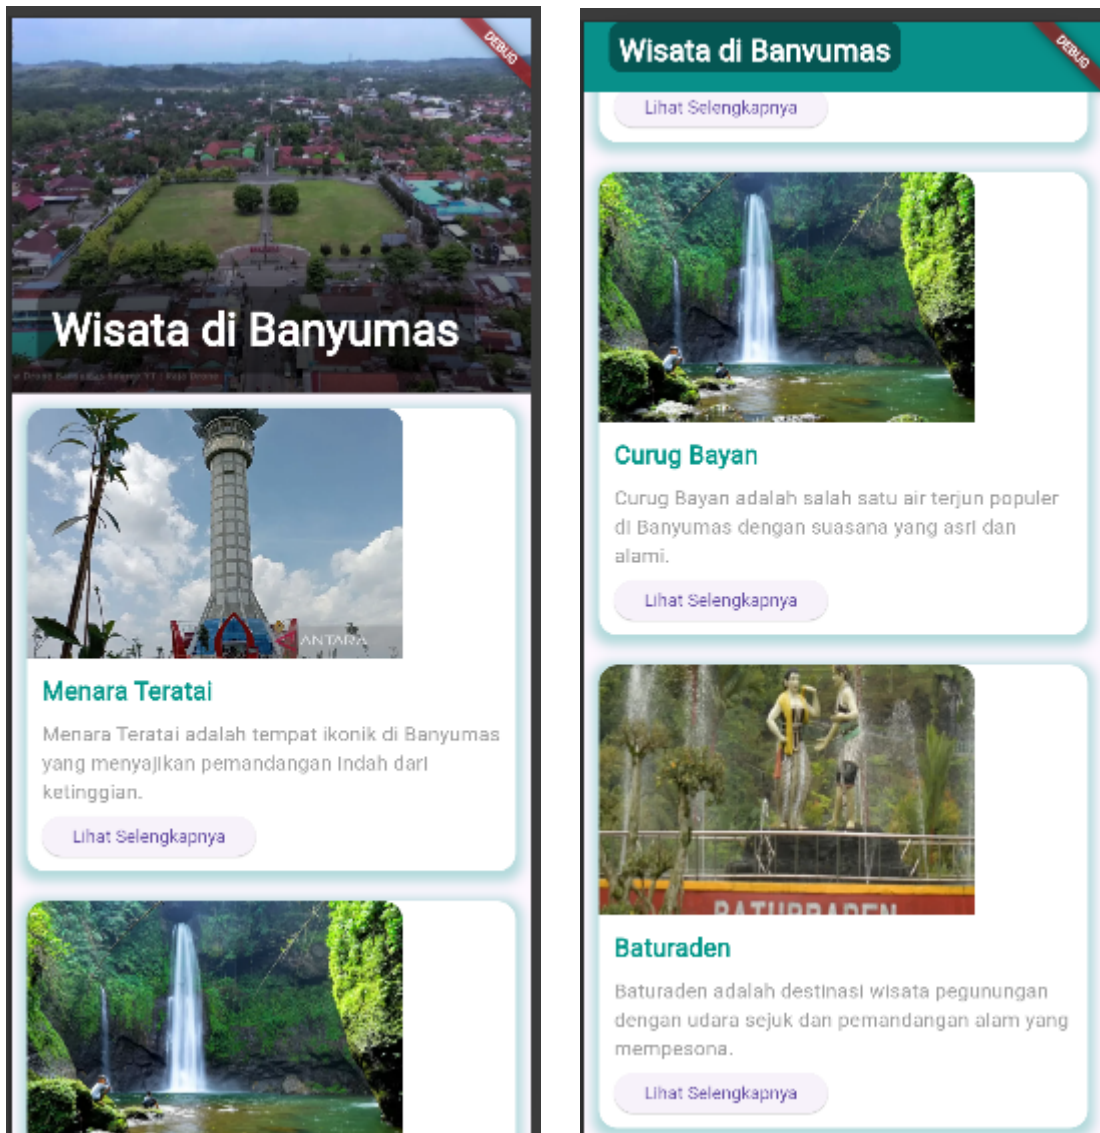 DEBUG
Wisata di Banyumas
ANTARA
Menara Teratai
Menara Teratai adalah tempat ikonik di Banyumas
yang menyajikan pemandangan indah dari
ketinggian.
Lihat Selengkapnya
DEBUG
Wisata di Banyumas
Lihat Selengkapnya
Curug Bayan
Curug Bayan adalah salah satu air terjun populer
di Banyumas dengan suasana yang asri dan
alami.
Lihat Selengkapnya
BATURRADEN
Baturaden
Baturaden adalah destinasi wisata pegunungan
dengan udara sejuk dan pemandangan alam yang
mempesona.
Lihat Selengkapnya